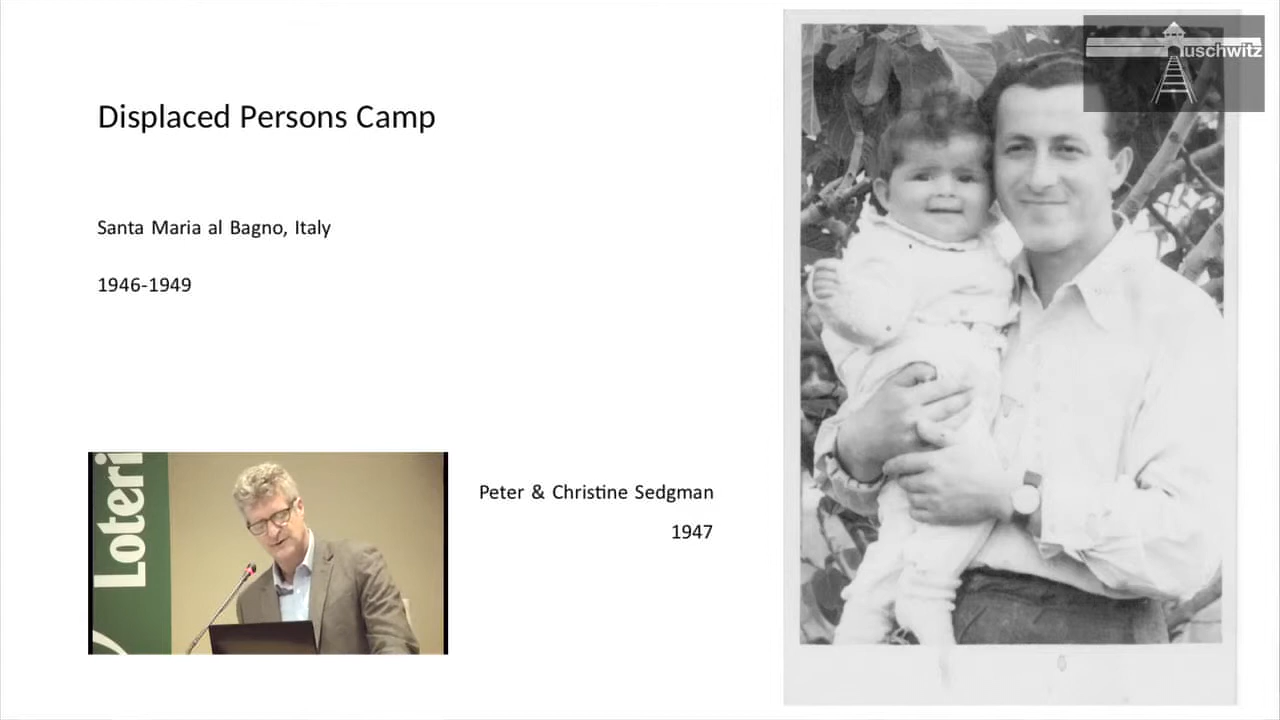 uschwitz
Displaced Persons Camp
Santa Maria al Bagno, Italy
1946-1949
Loteri
Peter & Christine Sedgman
1947